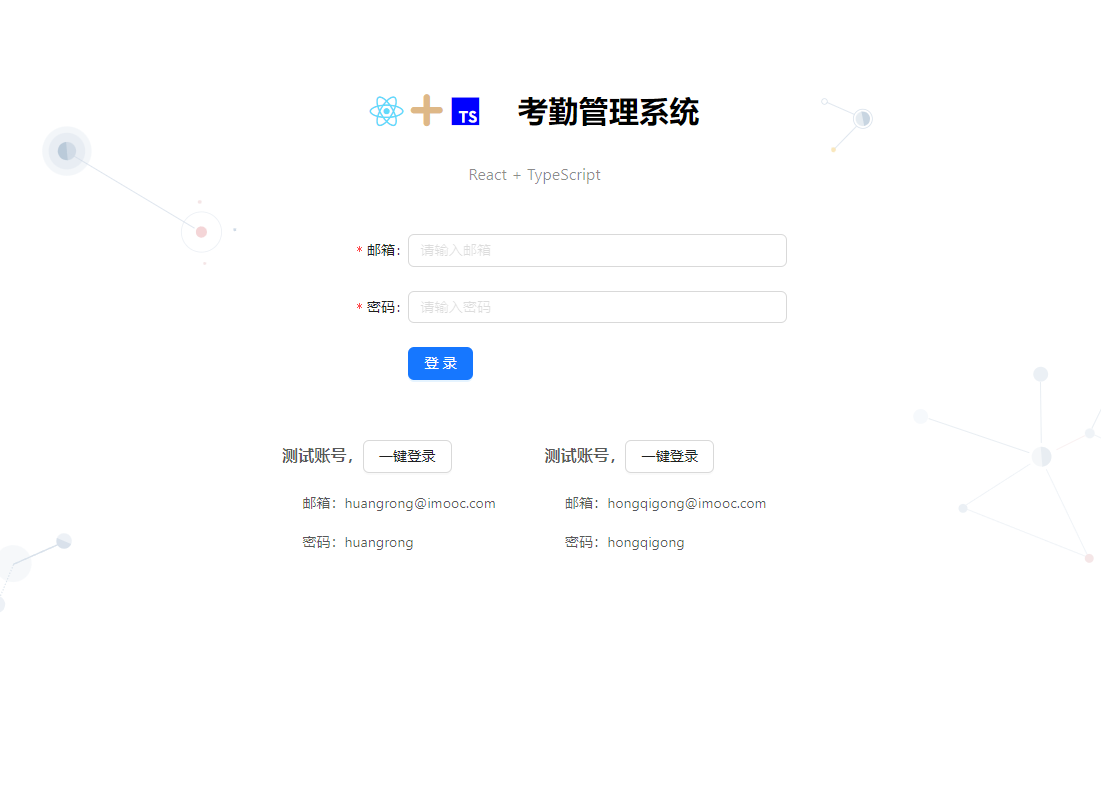 TS 考勤管理系统
React + TypeScript
* 邮箱: 请输入邮箱
* 密码: 请输入密码
登 录
测试账号, 一键登录 测试账号, 一键登录
邮箱: huangrong@imooc.com 邮箱: hongqigong@imooc.com
密码: huangrong 密码: hongqigong